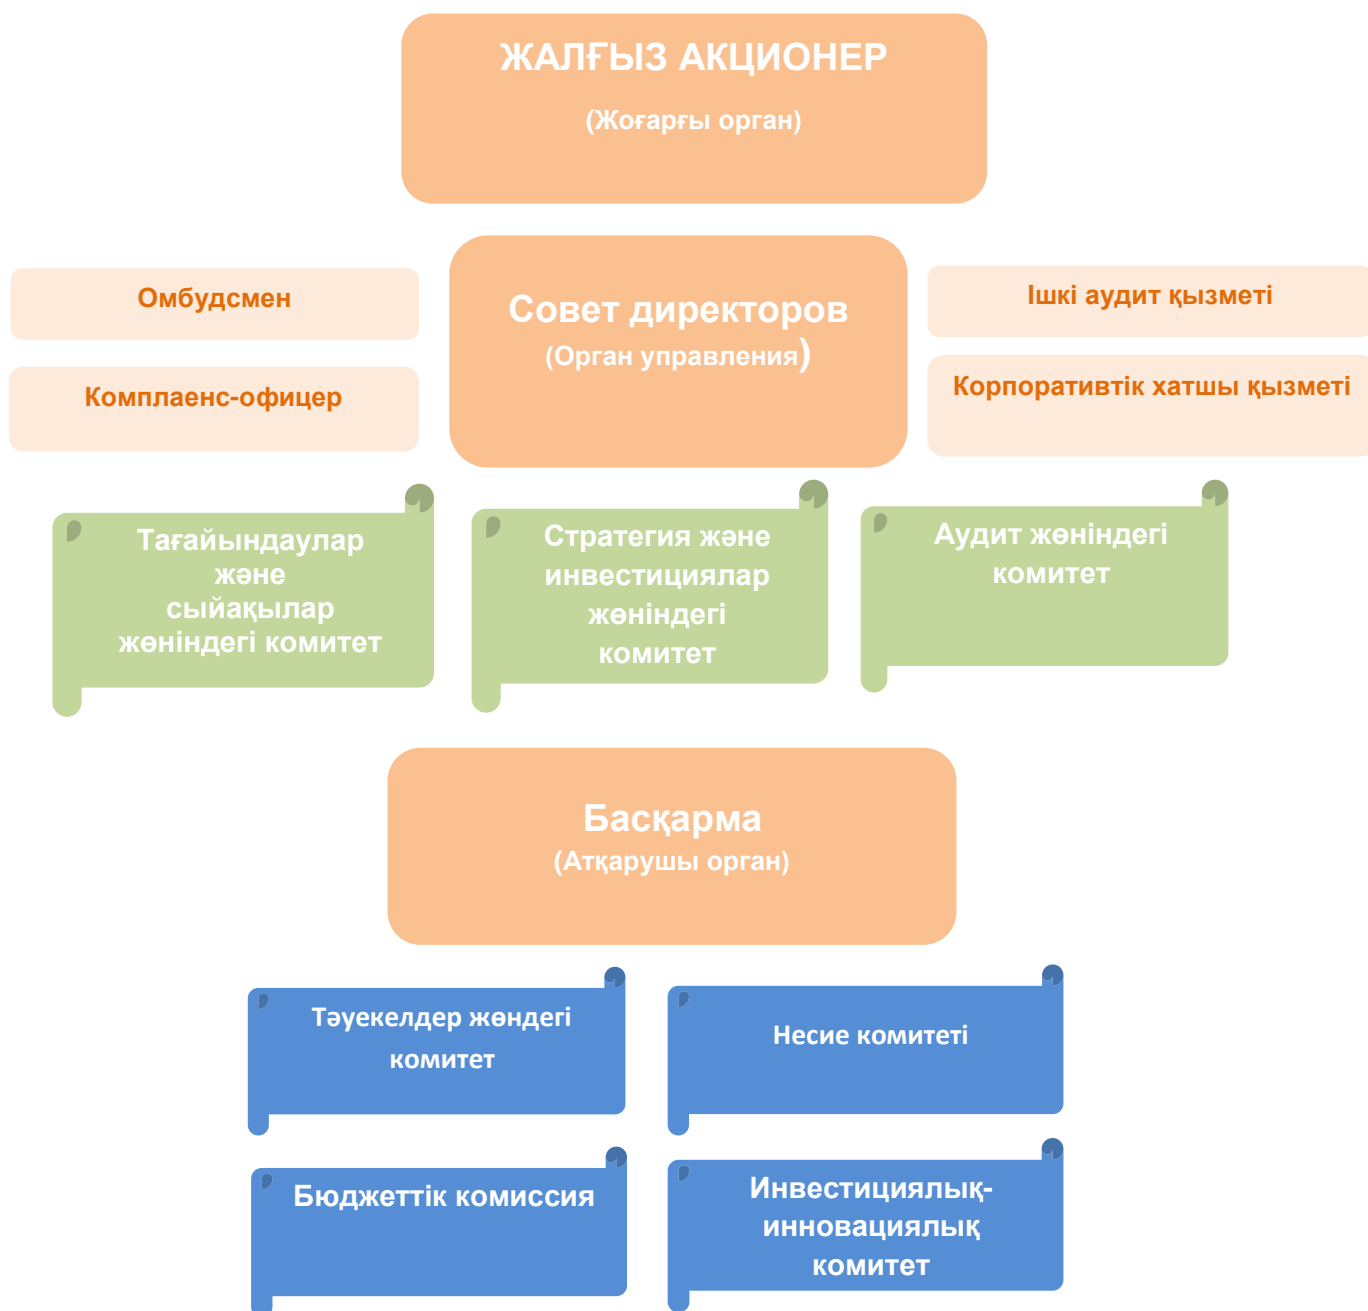 ЖАЛҒЫЗ АКЦИОНЕР
(Жоғарғы орган)
Омбудсмен
Комплаенс-офицер
Совет директоров
(Орган управления)
Ішкі аудит қызметі
Корпоративтік хатшы қызметі
Тағайындаулар
және
сыйақылар
жөніндегі комитет
Стратегия және
инвестициялар
жөніндегі
комитет
Аудит жөніндегі
комитет
Басқарма
(Атқарушы орган)
Тәуекелдер жөндегі
комитет
Несие комитеті
Бюджеттік комиссия
Инвестициялық-
инновациялық
комитет